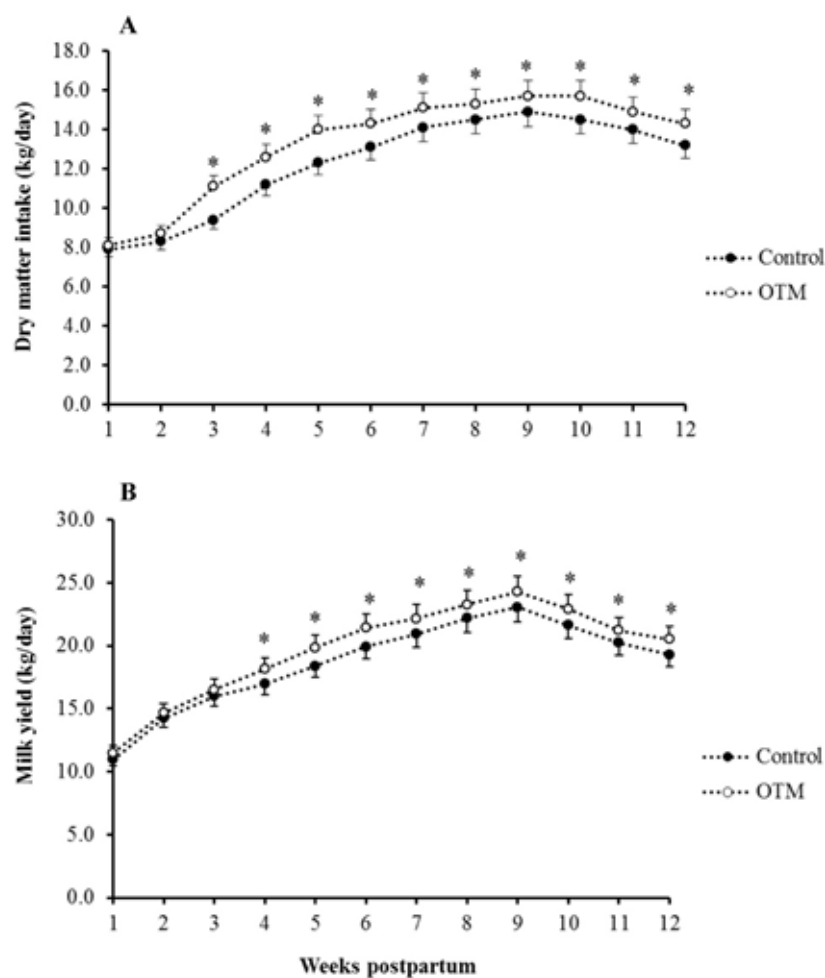 A
18.0
16.0
14.0
12.0
10.0
8.0
6.0
4.0
2.0
0.0
Dry matter intake (kg/day)
* * * * * * * * * *
1 2 3 4 5 6 7 8 9 10 11 12
Control
OTM
B
30.0
25.0
20.0
15.0
10.0
5.0
0.0
Milk yield (kg/day)
* * * * * * * * *
1 2 3 4 5 6 7 8 9 10 11 12
Control
OTM
Weeks postpartum